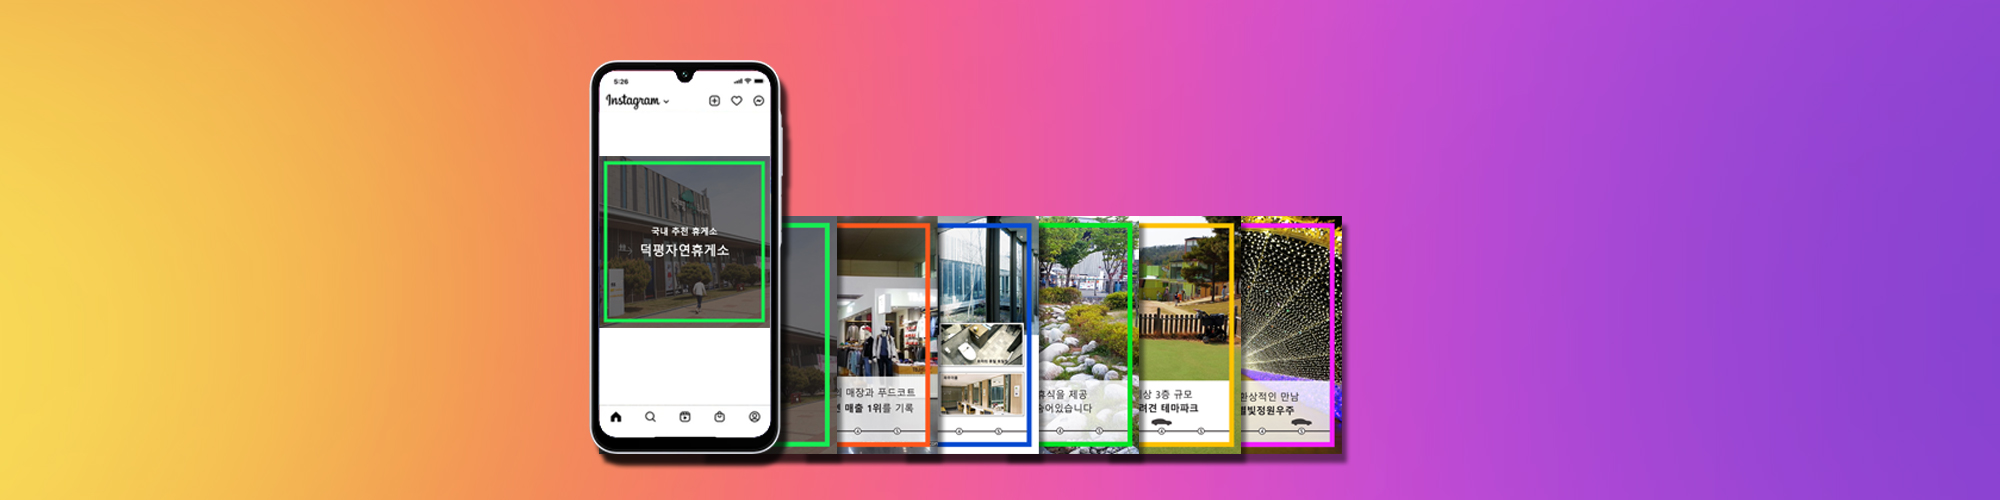 5:26
Instagram
국내 추천 휴게소
덕평자연휴게소
매장과 푸드코트
매출 1위를 기록
휴식을 제공
숨어있습니다
3층 규모
려견 테마파크
환상적인 만남
별빛정원우주